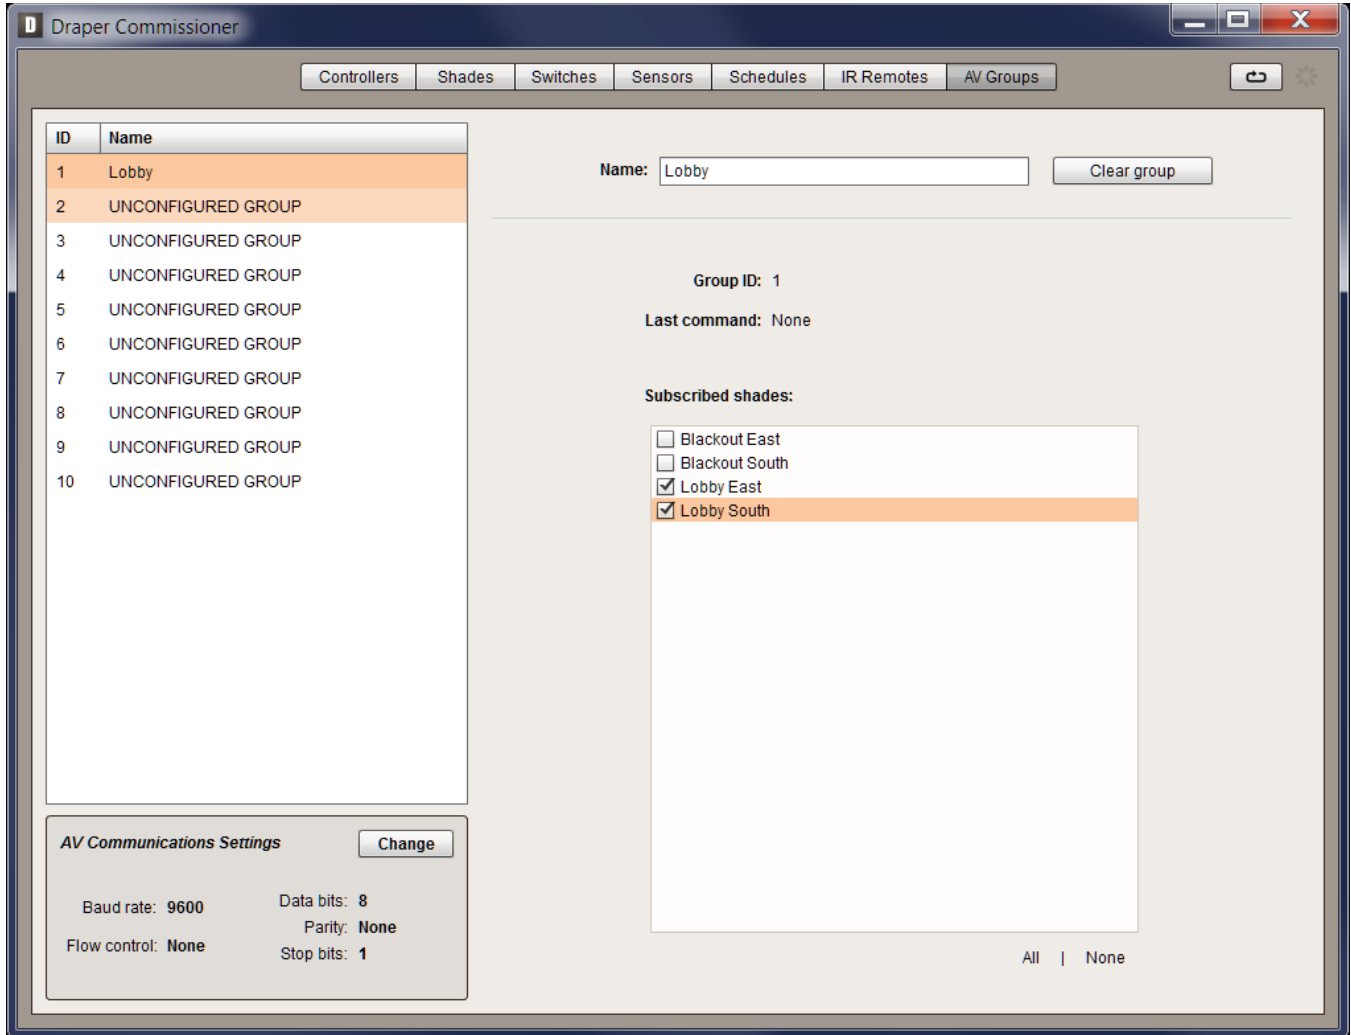 D Draper Commissioner
Controllers Shades Switches Sensors Schedules IR Remotes AV Groups
ID Name
1 Lobby
2 UNCONFIGURED GROUP
3 UNCONFIGURED GROUP
4 UNCONFIGURED GROUP
5 UNCONFIGURED GROUP
6 UNCONFIGURED GROUP
7 UNCONFIGURED GROUP
8 UNCONFIGURED GROUP
9 UNCONFIGURED GROUP
10 UNCONFIGURED GROUP
AV Communications Settings Change
Baud rate: 9600
Flow control: None
Data bits: 8
Parity: None
Stop bits: 1
Name: Lobby Clear group
Group ID: 1
Last command: None
Subscribed shades:
Blackout East
Blackout South
Lobby East
Lobby South
All | None